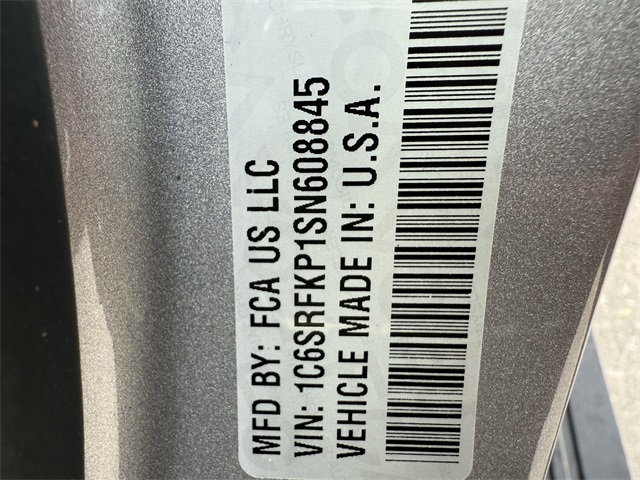 MFD BY: FCA US LLC
VIN: 1C6SRFKP1SN608845
VEHICLE MADE IN: U.S.A.